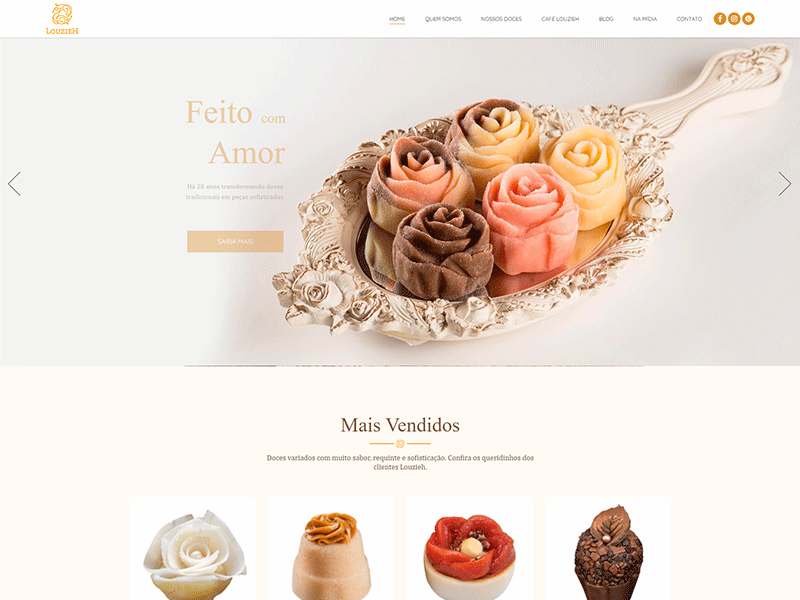 LOUZIEH
HOME QUEM SOMOS NOSSOS DOCES CAFÉ LOUZIEH BLOG NA MÍDIA CONTATO
Feito com
Amor
Há 28 anos transformando doces
tradicionais em peças sofisticadas
SAIBA MAIS
Mais Vendidos
Doces variados com muito sabor, requinte e sofisticação. Confira os queridinhos dos
clientes Louzieh.